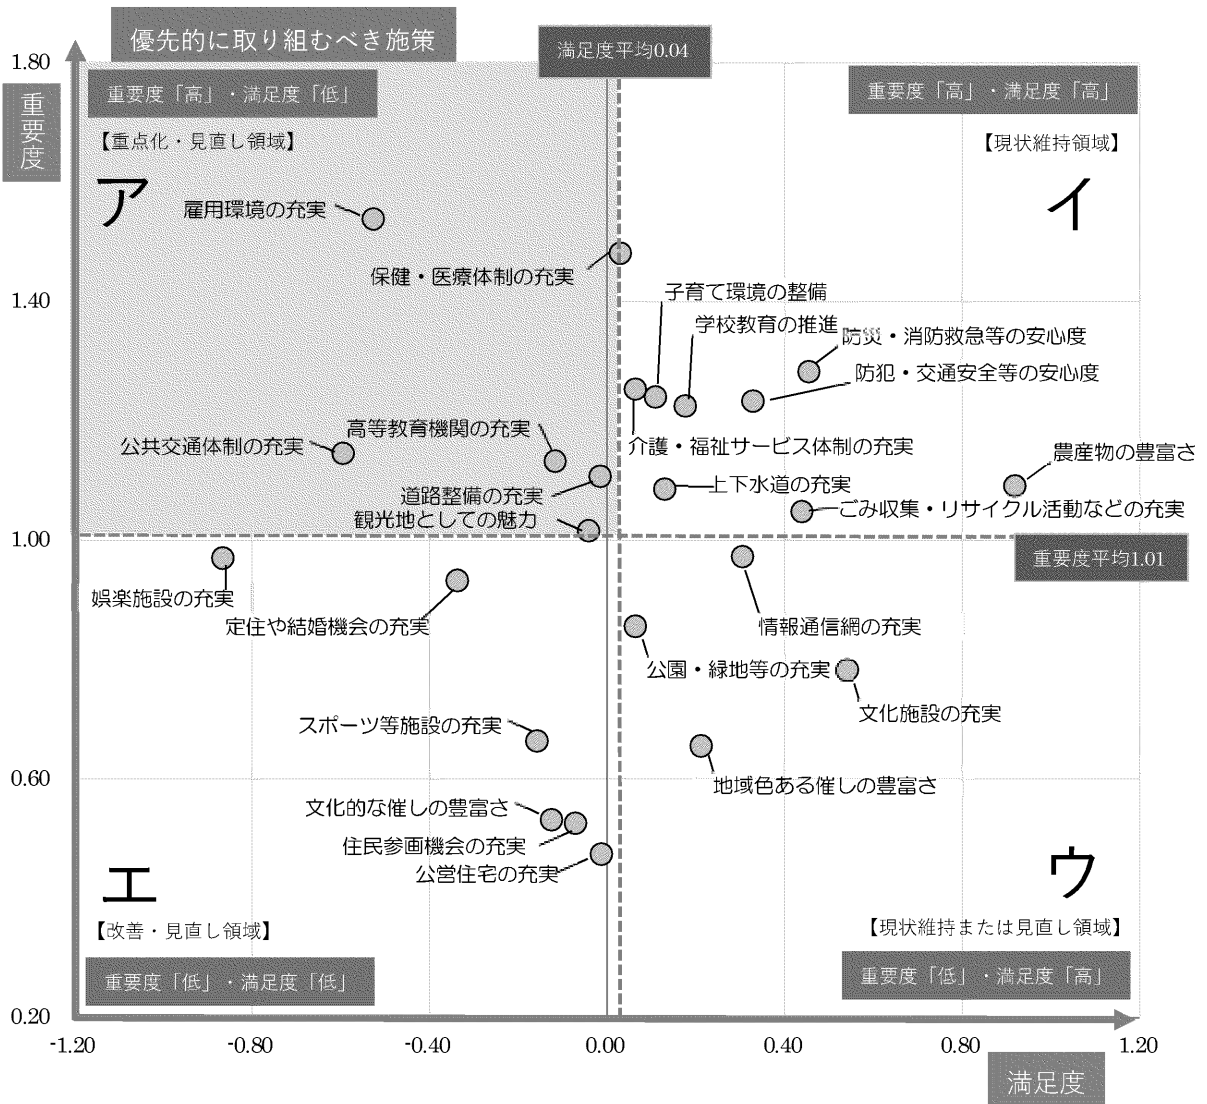 優先的に取り組むべき施策
満足度平均0.04
1.80
重要度「高」・満足度「低」
重要度「高」・満足度「高」
重要度
【重点化・見直し領域】
【現状維持領域】
ア
イ
雇用環境の充実
保健・医療体制の充実
子育て環境の整備
1.40
学校教育の推進
防災・消防救急等の安心度
防犯・交通安全等の安心度
高等教育機関の充実
公共交通体制の充実
介護・福祉サービス体制の充実
農産物の豊富さ
道路整備の充実
上下水道の充実
ごみ収集・リサイクル活動などの充実
観光地としての魅力
1.00
重要度平均1.01
娯楽施設の充実
定住や結婚機会の充実
情報通信網の充実
公園・緑地等の充実
文化施設の充実
スポーツ等施設の充実
0.60
地域色ある催しの豊富さ
文化的な催しの豊富さ
住民参画機会の充実
公営住宅の充実
エ
ウ
【改善・見直し領域】
【現状維持または見直し領域】
重要度「低」・満足度「低」
重要度「低」・満足度「高」
0.20
-1.20
-0.80
-0.40
0.00
0.40
0.80
1.20
満足度